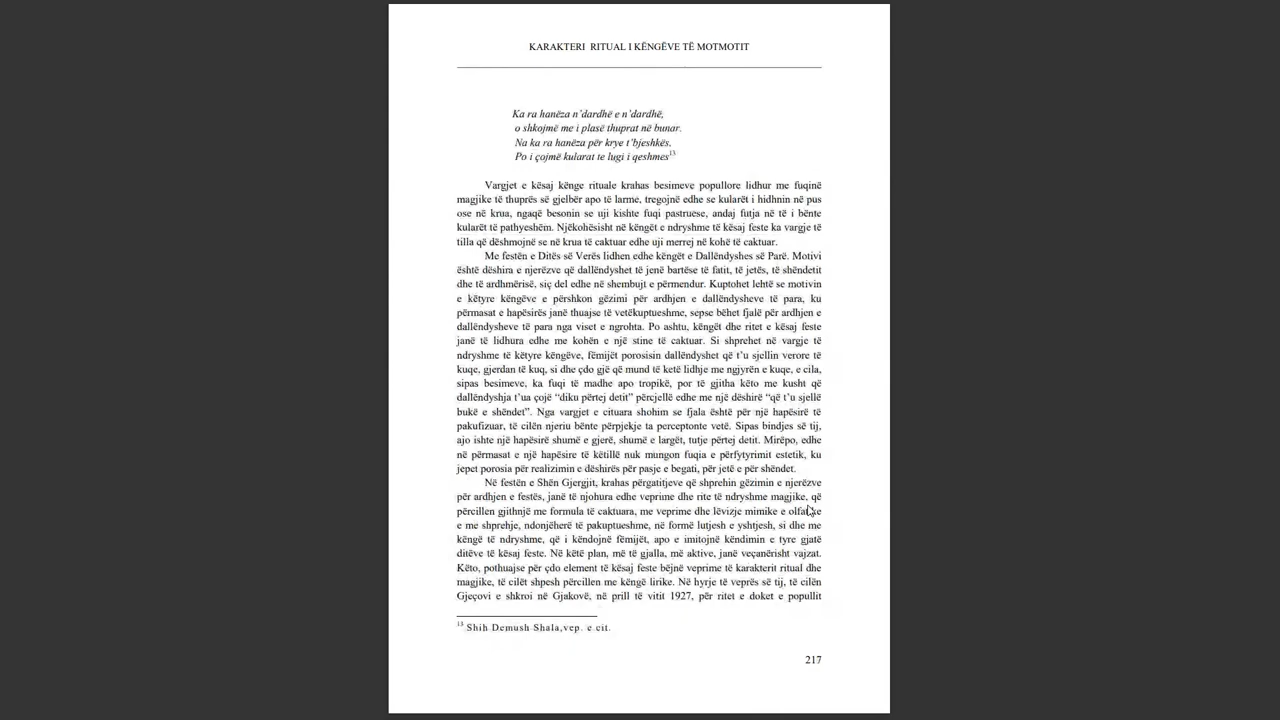 KARAKTERI RITUAL I KËNGËVE TË MOTMOTIT
Ka ra hanëza n'dardhë e n'dardhë,
o shkojmë me i plasë thuprat në bunar.
Na ka ra hanëza për krye t'bjeshkës,
Po i çojmë kularat te lugi i qeshmes13
Vargjet e kësaj kënge rituale krahas besimeve popullore lidhur me fuqinë
magjike të thuprës së gjelbër apo të larme, tregojnë edhe se kularët i hidhnin në pus
ose në krua, ngaqë besonin se uji kishte fuqi pastruese, andaj futja në të i bënte
kularët të pathyeshëm. Njëkohësisht në këngët e ndryshme të kësaj feste ka vargje të
tilla që dëshmojnë se në krua të caktuar edhe uji merrej në kohë të caktuar.
Me festën e Ditës së Verës lidhen edhe këngët e Dallëndyshes së Parë. Motivi
është dëshira e njerëzve që dallëndyshet të jenë bartëse të fatit, të jetës, të shëndetit
dhe të ardhmërisë, siç del edhe në shembujt e përmendur. Kuptohet lehtë se motivin
e këtyre këngëve e përshkon gëzimi për ardhjen e dallëndysheve të para, ku
përmasat e hapësirës janë thuajse të vetëkuptueshme, sepse bëhet fjalë për ardhjen e
dallëndysheve të para nga viset e ngrohta. Po ashtu, këngët dhe ritet e kësaj feste
janë të lidhura edhe me kohën e një stine të caktuar. Si shprehet në vargje të
ndryshme të këtyre këngëve, fëmijët porosisin dallëndyshet që t'u sjellin verore të
kuqe, gjerdan të kuq, si dhe çdo gjë që mund të ketë lidhje me ngjyrën e kuqe, e cila,
sipas besimeve, ka fuqi të madhe apo tropikë, por të gjitha këto me kusht që
dallëndyshja t'ua çojë “diku përtej detit” përcjellë edhe me një dëshirë “që t'u sjellë
bukë e shëndet”. Nga vargjet e cituara shohim se fjala është për një hapësirë të
pakufizuar, të cilën njeriu bënte përpjekje ta perceptonte vetë. Sipas bindjes së tij,
ajo ishte një hapësirë shumë e gjerë, shumë e largët, tutje përtej detit. Mirëpo, edhe
në përmasat e një hapësire të këtillë nuk mungon fuqia e përfytyrimit estetik, ku
jepet porosia për realizimin e dëshirës për pasje e begati, për jetë e për shëndet.
Në festën e Shën Gjergjit, krahas përgatitjeve që shprehin gëzimin e njerëzve
për ardhjen e festës, janë të njohura edhe veprime dhe rite të ndryshme magjike, që
përcillen gjithnjë me formula të caktuara, me veprime dhe lëvizje mimike e
e me shprehje, ndonjëherë të pakuptueshme, në formë lutjesh e yshtjesh, si dhe me
këngë të ndryshme, që i këndojnë fëmijët, apo e imitojnë këndimin e tyre gjatë
ditëve të kësaj feste. Në këtë plan, më të gjalla, më aktive, janë veçanërisht vajzat.
Këto, pothuajse për çdo element të kësaj feste bëjnë veprime të karakterit ritual dhe
magjike, të cilët shpesh përcillen me këngë lirike. Në hyrje të veprës së tij, të cilën
Gjeçovi e shkroi në Gjakovë, në prill të vitit 1927, për ritet e doket e popullit
13 Shih Demush Shala,vep. e cit.
217